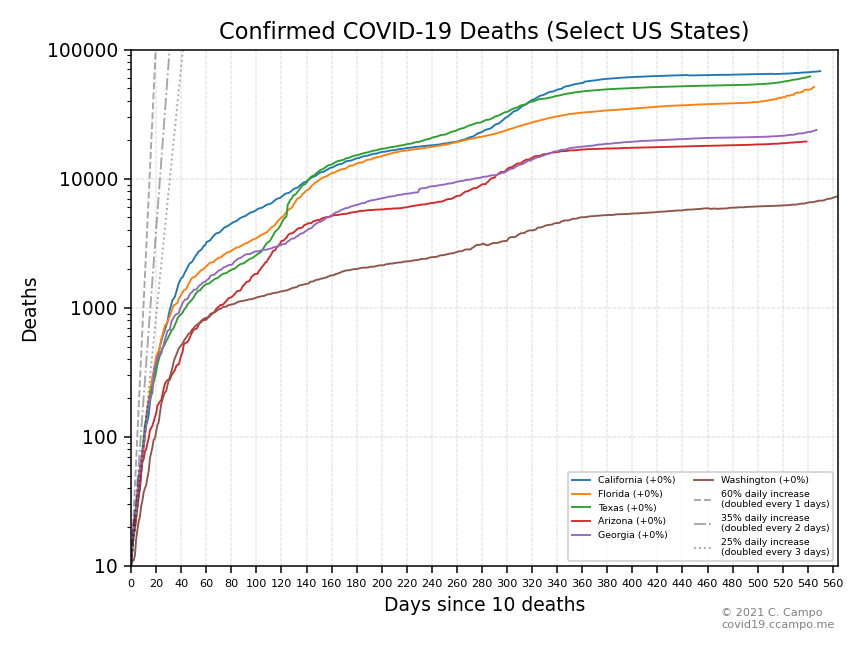 Confirmed COVID-19 Deaths (Select US States)
100000
10000
1000
100
10
Deaths
0 20 40 60 80 100 120 140 160 180 200 220 240 260 280 300 320 340 360 380 400 420 440 460 480 500 520 540 560
Days since 10 deaths
California (+0%)
Florida (+0%)
Texas (+0%)
Arizona (+0%)
Georgia (+0%)
Washington (+0%)
60% daily increase
(doubled every 1 days)
35% daily increase
(doubled every 2 days)
25% daily increase
(doubled every 3 days)
© 2021 C. Campo
covid19.ccampo.me